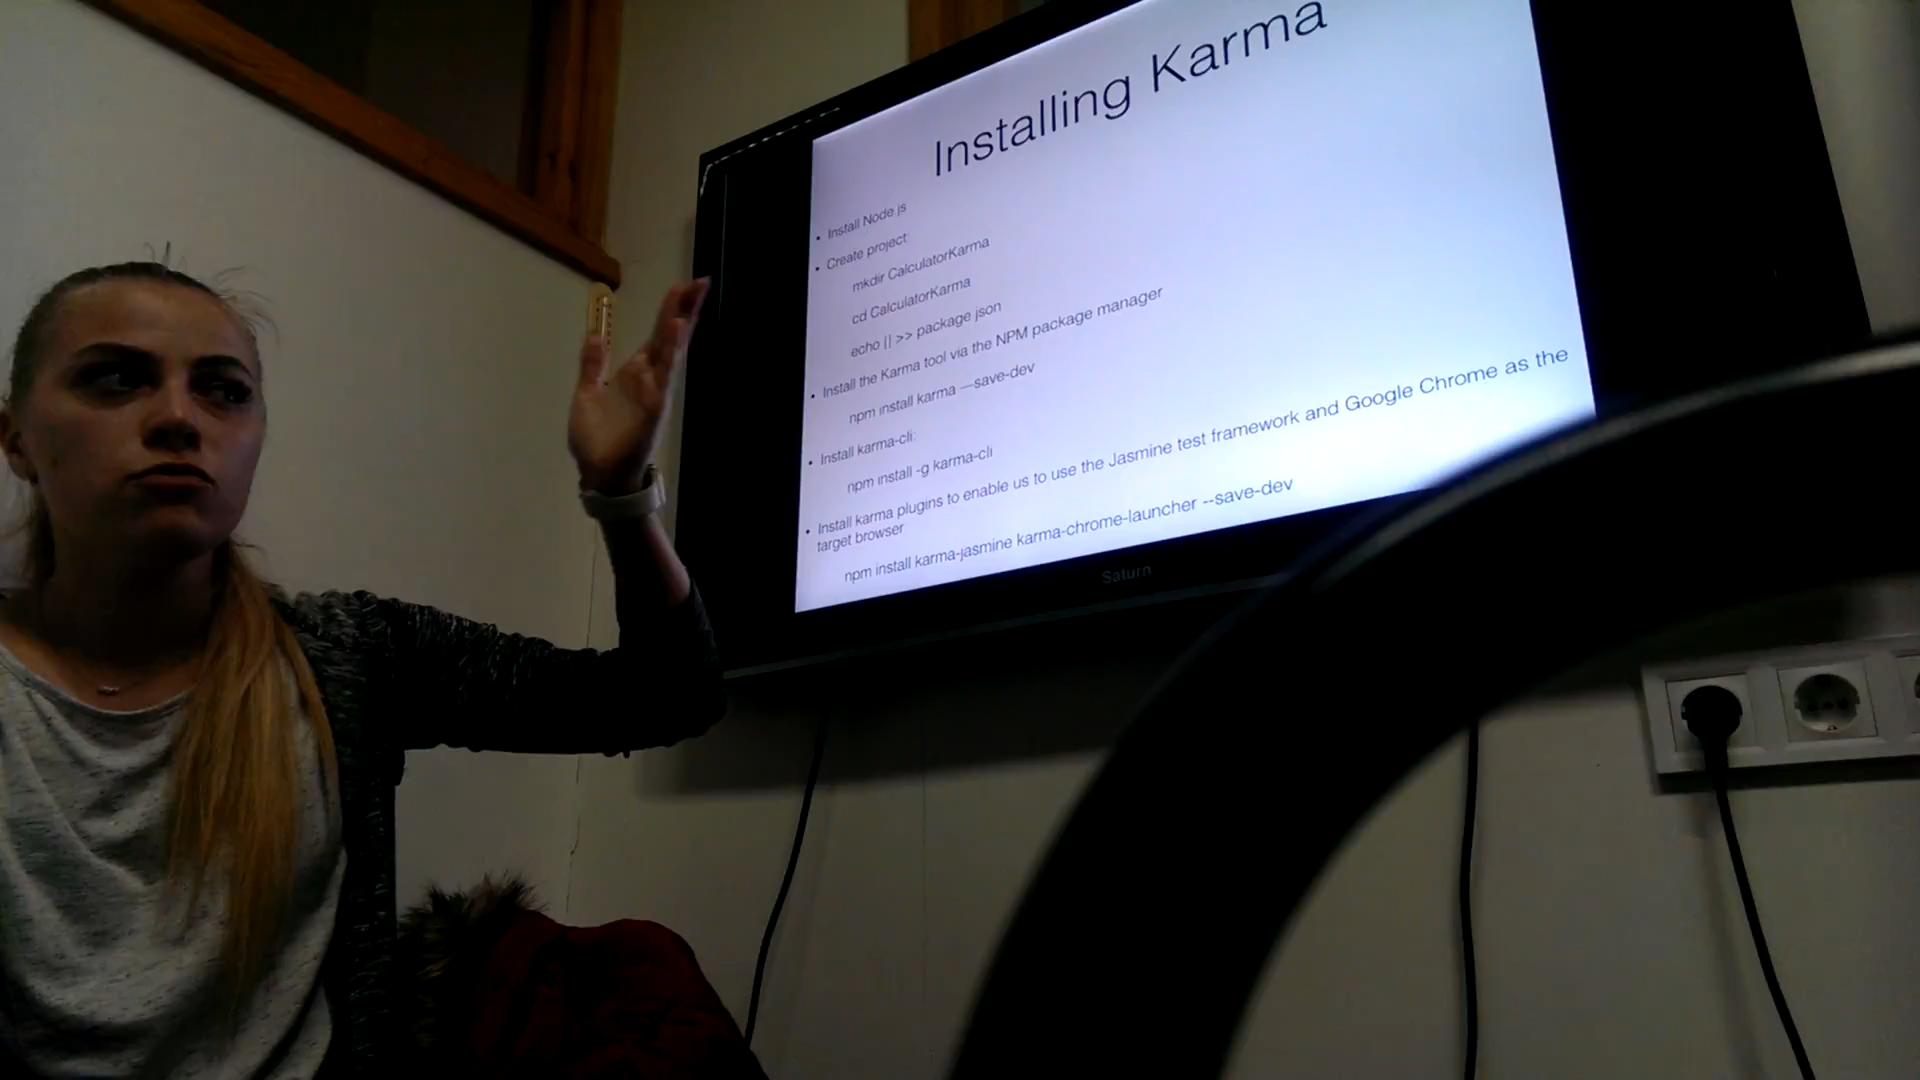 Installing Karma
• Install Node js
• Create project:
mkdir CalculatorKarma
cd CalculatorKarma
echo || >> package json
• Install the Karma tool via the NPM package manager
npm install karma —save-dev
• Install karma-cli:
npm install -g karma-cli
• Install karma plugins to enable us to use the Jasmine test framework and Google Chrome as the
target browser
npm install karma-jasmine karma-chrome-launcher --save-dev
Saturn